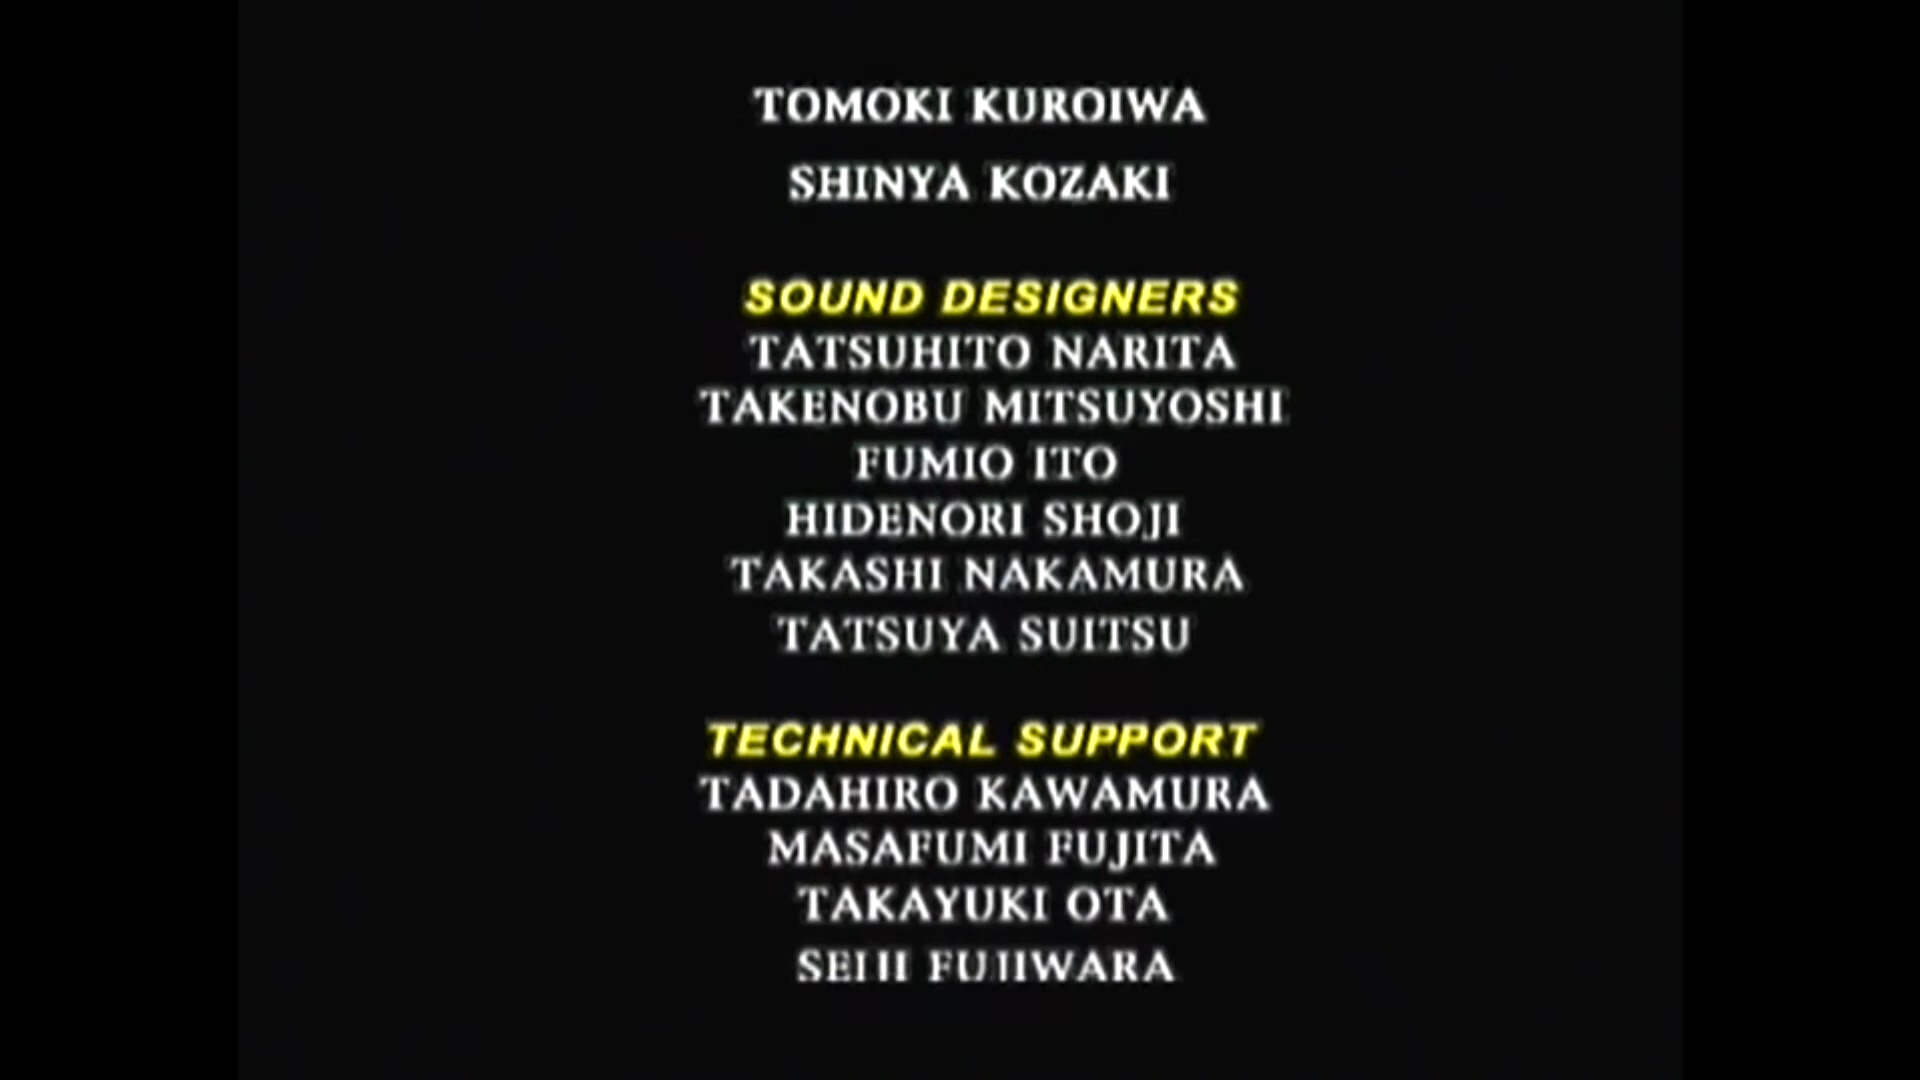 TOMOKI KUROIWA
SHINYA KOZAKI
SOUND DESIGNERS
TATSUHITO NARITA
TAKENOBU MITSUYOSHI
FUMIO ITO
HIDENORI SHOJI
TAKASHI NAKAMURA
TATSUYA SUITSU
TECHNICAL SUPPORT
TADAHIRO KAWAMURA
MASAFUMI FUJITA
TAKAYUKI OTA
SEIJI FUJIWARA